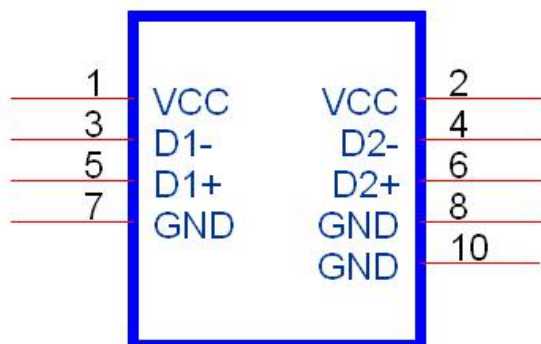 1 VCC VCC 2
3 D1- D2- 4
5 D1+ D2+ 6
7 GND GND 8
GND 10